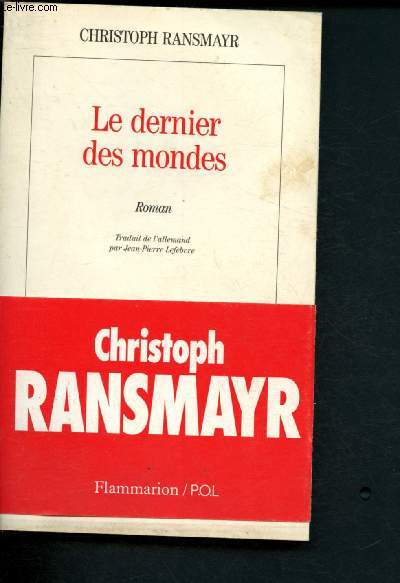 le-livre.com
CHRISTOPH RANSMAYR
Le dernier
des mondes
Roman
Traduit de l'allemand
par Jean-Pierre Lefebvre
Christoph
RANSMAYR
Flammarion / P.O.L